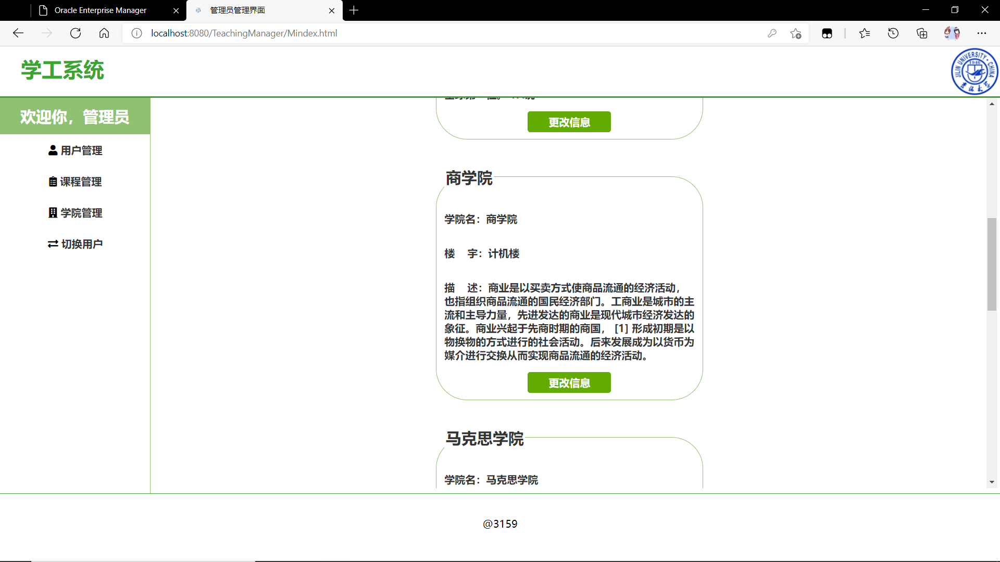 Oracle Enterprise Manager
管理员管理界面
localhost:8080/TeachingManager/Mindex.html
学工系统
JILIN UNIVERSITY · CHINA
1946
吉林大学
欢迎你，管理员
用户管理
课程管理
学院管理
切换用户
更改信息
商学院
学院名：商学院
楼 宇：计机楼
描 述：商业是以买卖方式使商品流通的经济活动，
也指组织商品流通的国民经济部门。工商业是城市的主
流和主导力量，先进发达的商业是现代城市经济发达的
象征。商业兴起于先商时期的商国， [1] 形成初期是以
物换物的方式进行的社会活动。后来发展成为以货币为
媒介进行交换从而实现商品流通的经济活动。
更改信息
马克思学院
学院名：马克思学院
@3159